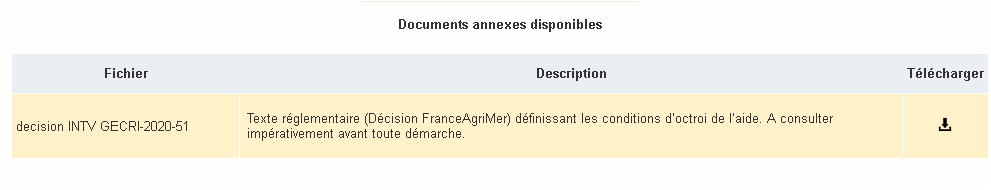 Documents annexes disponibles
Fichier Description Télécharger
decision INTV GECRI-2020-51
Texte réglementaire (Décision FranceAgriMer) définissant les conditions d'octroi de l'aide. A consulter
impérativement avant toute démarche.